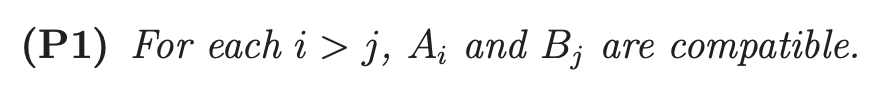 (P1) For each i > j, A_i and B_j are compatible.